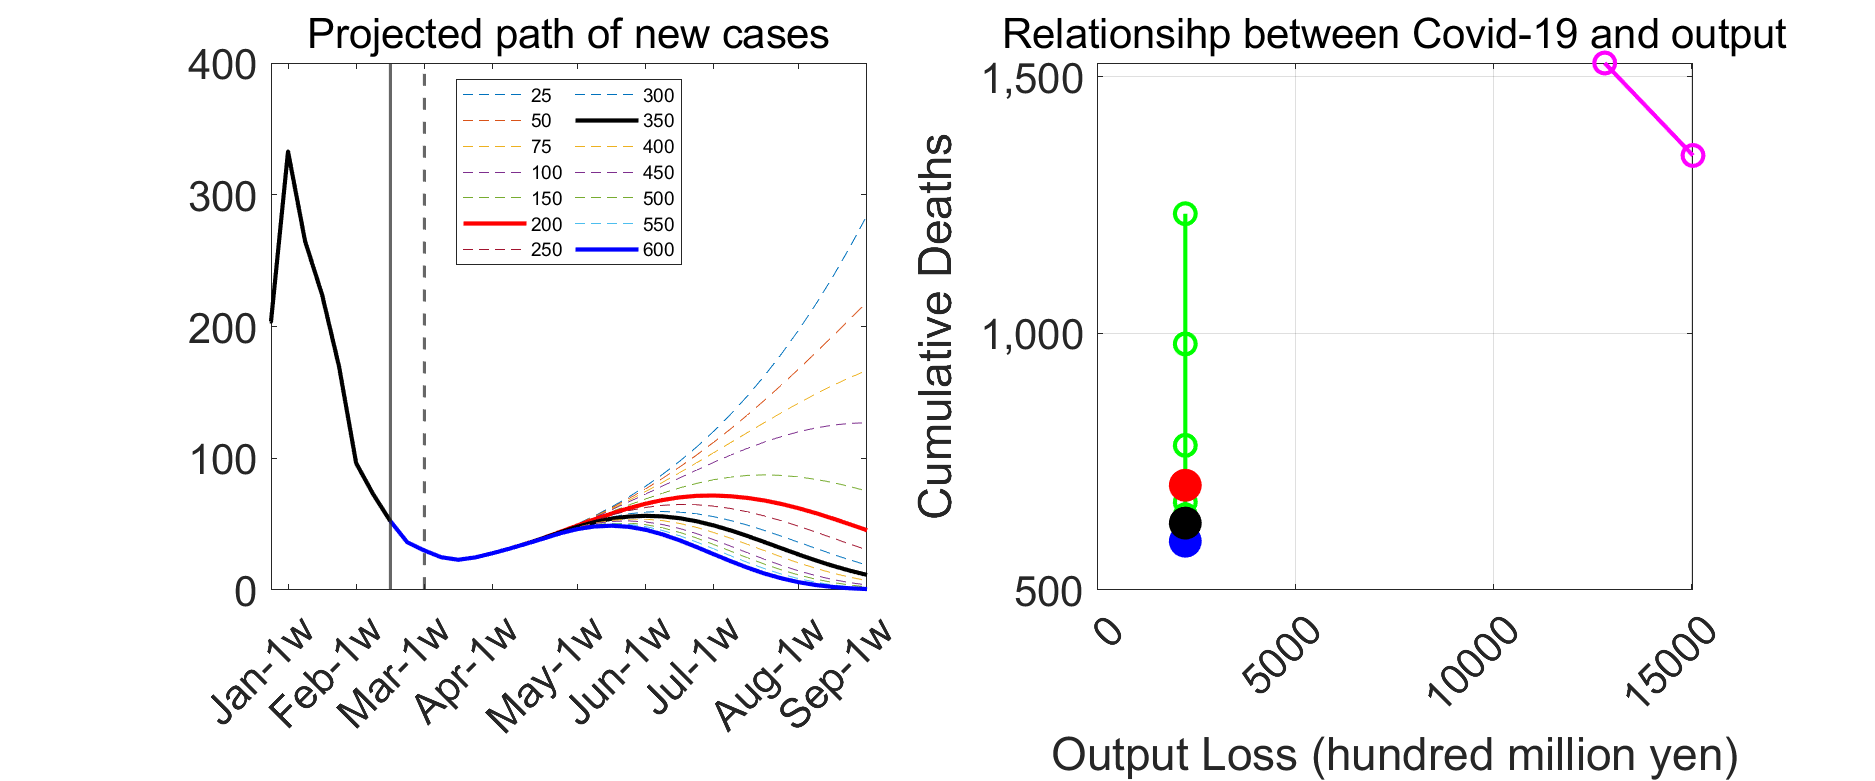 Projected path of new cases
400
300
200
100
0
25
50
75
100
150
200
250
300
350
400
450
500
550
600
Jan-1w
Feb-1w
Mar-1w
Apr-1w
May-1w
Jun-1w
Jul-1w
Aug-1w
Sep-1w
Relationsihp between Covid-19 and output
Cumulative Deaths
1,500
1,000
500
0
5000
10000
15000
Output Loss (hundred million yen)